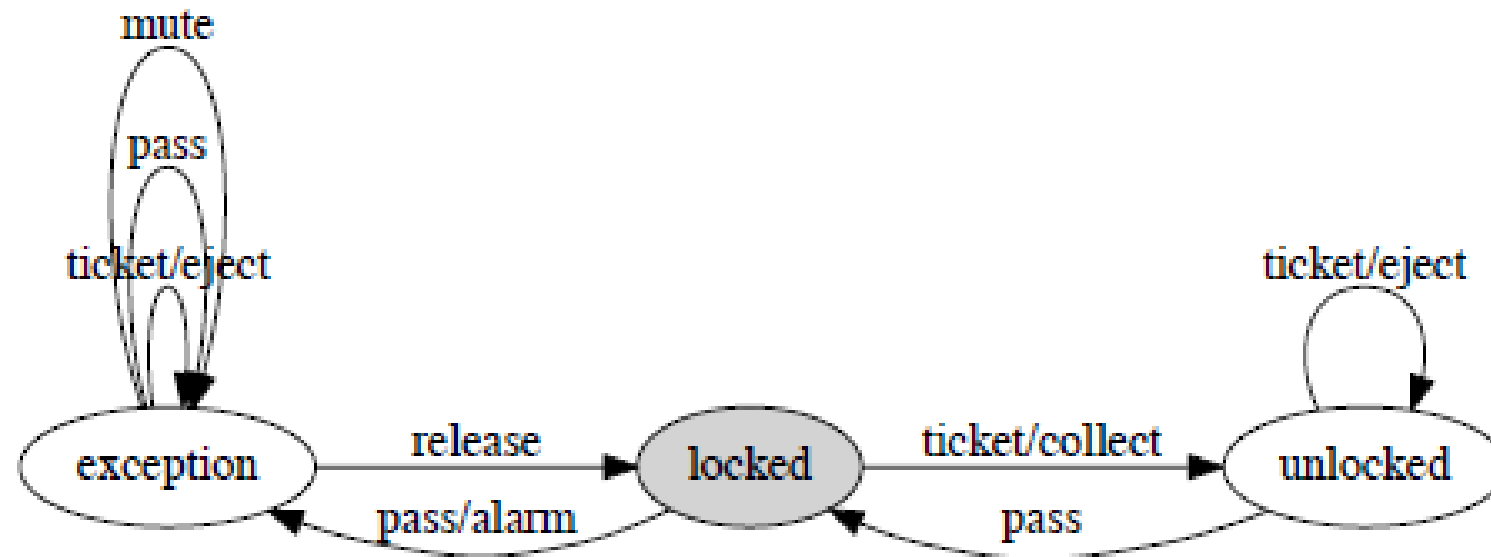 mute
pass
ticket/eject
ticket/eject
release
ticket/collect
exception
locked
unlocked
pass/alarm
pass